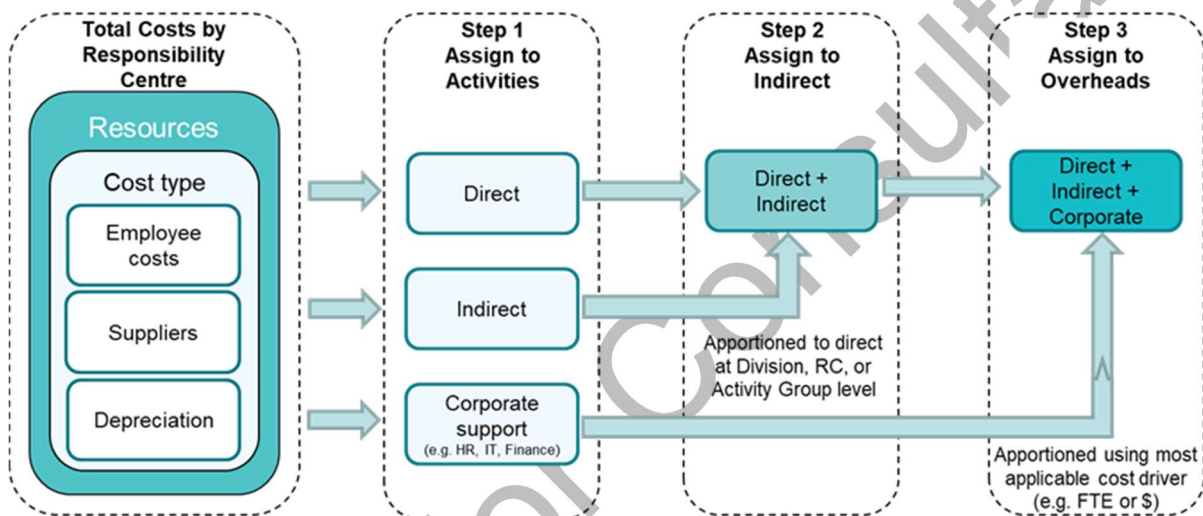 Total Costs by
Responsibility
Centre
Resources
Cost type
Employee
costs
Suppliers
Depreciation
Step 1
Assign to
Activities
Direct
Indirect
Corporate
support
(e.g. HR, IT, Finance)
Step 2
Assign to
Indirect
Direct +
Indirect
Apportioned to direct
at Division, RC, or
Activity Group level
Step 3
Assign to
Overheads
Direct +
Indirect +
Corporate
Apportioned using most
applicable cost driver
(e.g. FTE or $)